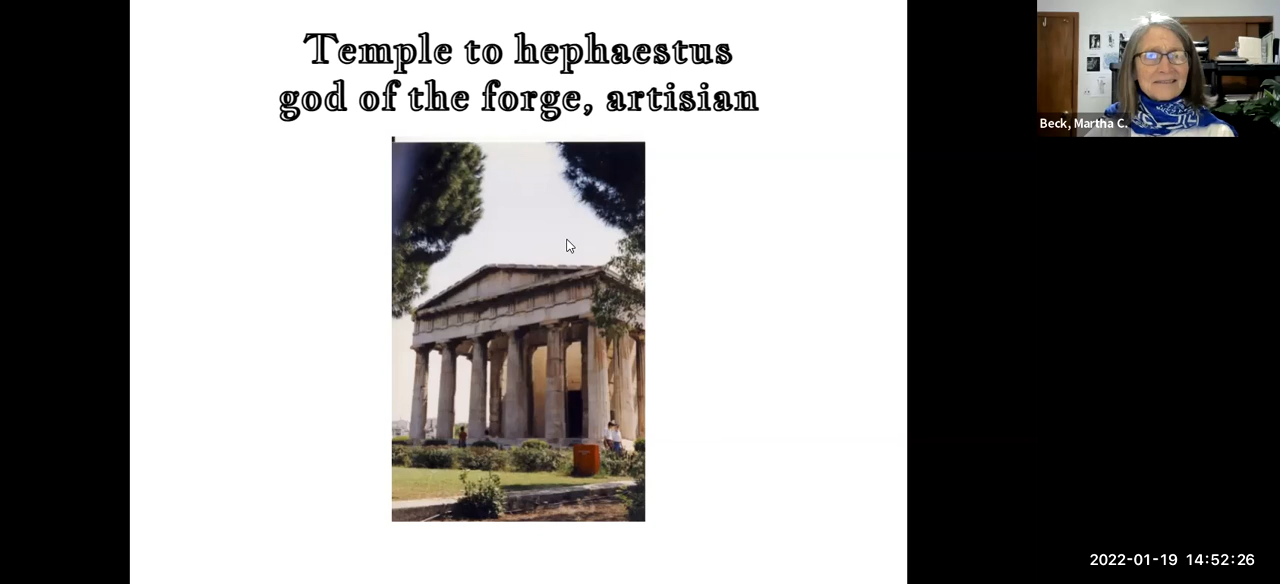 Temple to hephaestus
god of the forge, artisian
Beck, Martha C.
2022-01-19 14:52:26